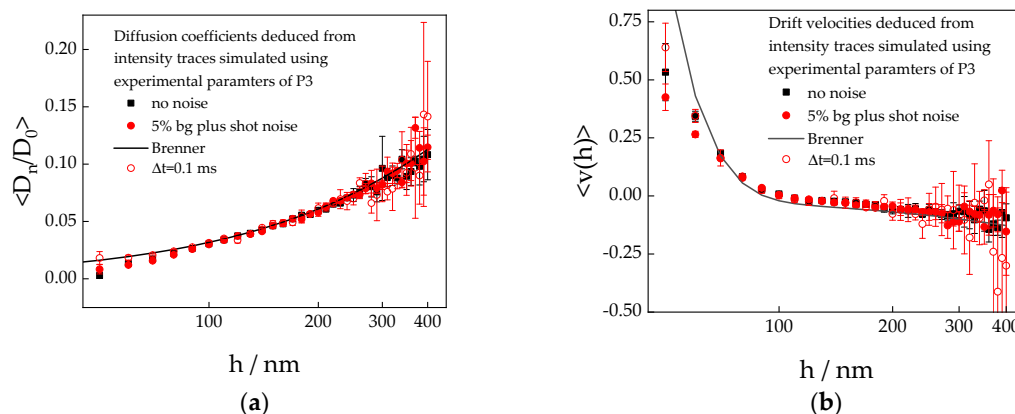 Diffusion coefficients deduced from
intensity traces simulated using
experimental paramters of P3
no noise
5% bg plus shot noise
Brenner
Δt=0.1 ms
<D_n/D_0>
0.20
0.15
0.10
0.05
0.00
100
200
300
400
h / nm
(a)
Drift velocities deduced from
intensity traces simulated using
experimental paramters of P3
no noise
5% bg plus shot noise
Brenner
Δt=0.1 ms
<v(h)>
0.75
0.50
0.25
0.00
-0.25
-0.50
100
200
300
400
h / nm
(b)